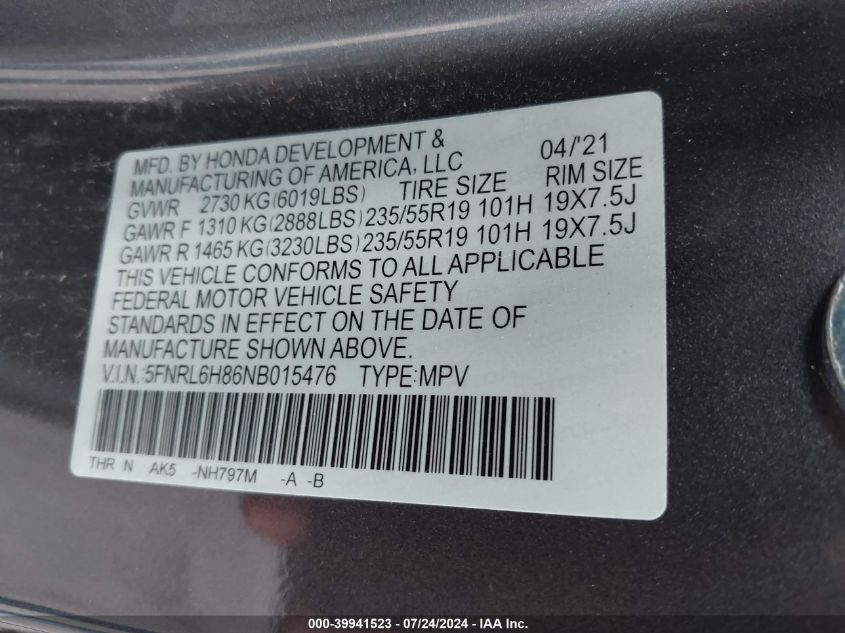 MFD. BY HONDA DEVELOPMENT &
MANUFACTURING OF AMERICA, LLC 04/'21
GVWR 2730 KG(6019LBS) TIRE SIZE RIM SIZE
GAWR F 1310 KG(2888LBS)235/55R19 101H 19X7.5J
GAWR R 1465 KG(3230LBS)235/55R19 101H 19X7.5J
THIS VEHICLE CONFORMS TO ALL APPLICABLE
FEDERAL MOTOR VEHICLE SAFETY
STANDARDS IN EFFECT ON THE DATE OF
MANUFACTURE SHOWN ABOVE.
V.I.N.:5FNRL6H86NB015476 TYPE:MPV
THR N AK5 -NH797M -A -B
000-39941523 - 07/24/2024 - IAA Inc.